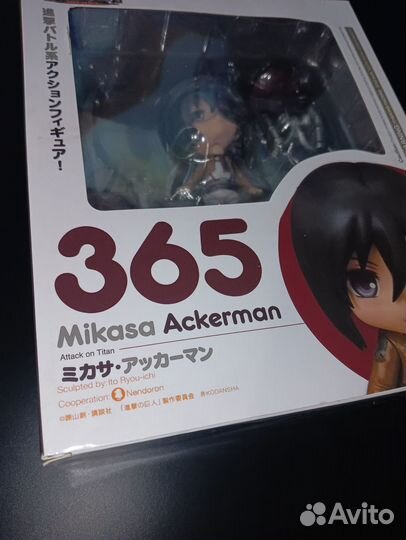 進撃バトル系アクションフィギュア!
365
Mikasa Ackerman
Attack on Titan
ミカサ・アッカーマン
Sculpted by: Ito Ryou-ichi
Cooperation: Nendoron
©諫山創・講談社 「進撃の巨人」製作委員会 ®KODANSHA
Avito